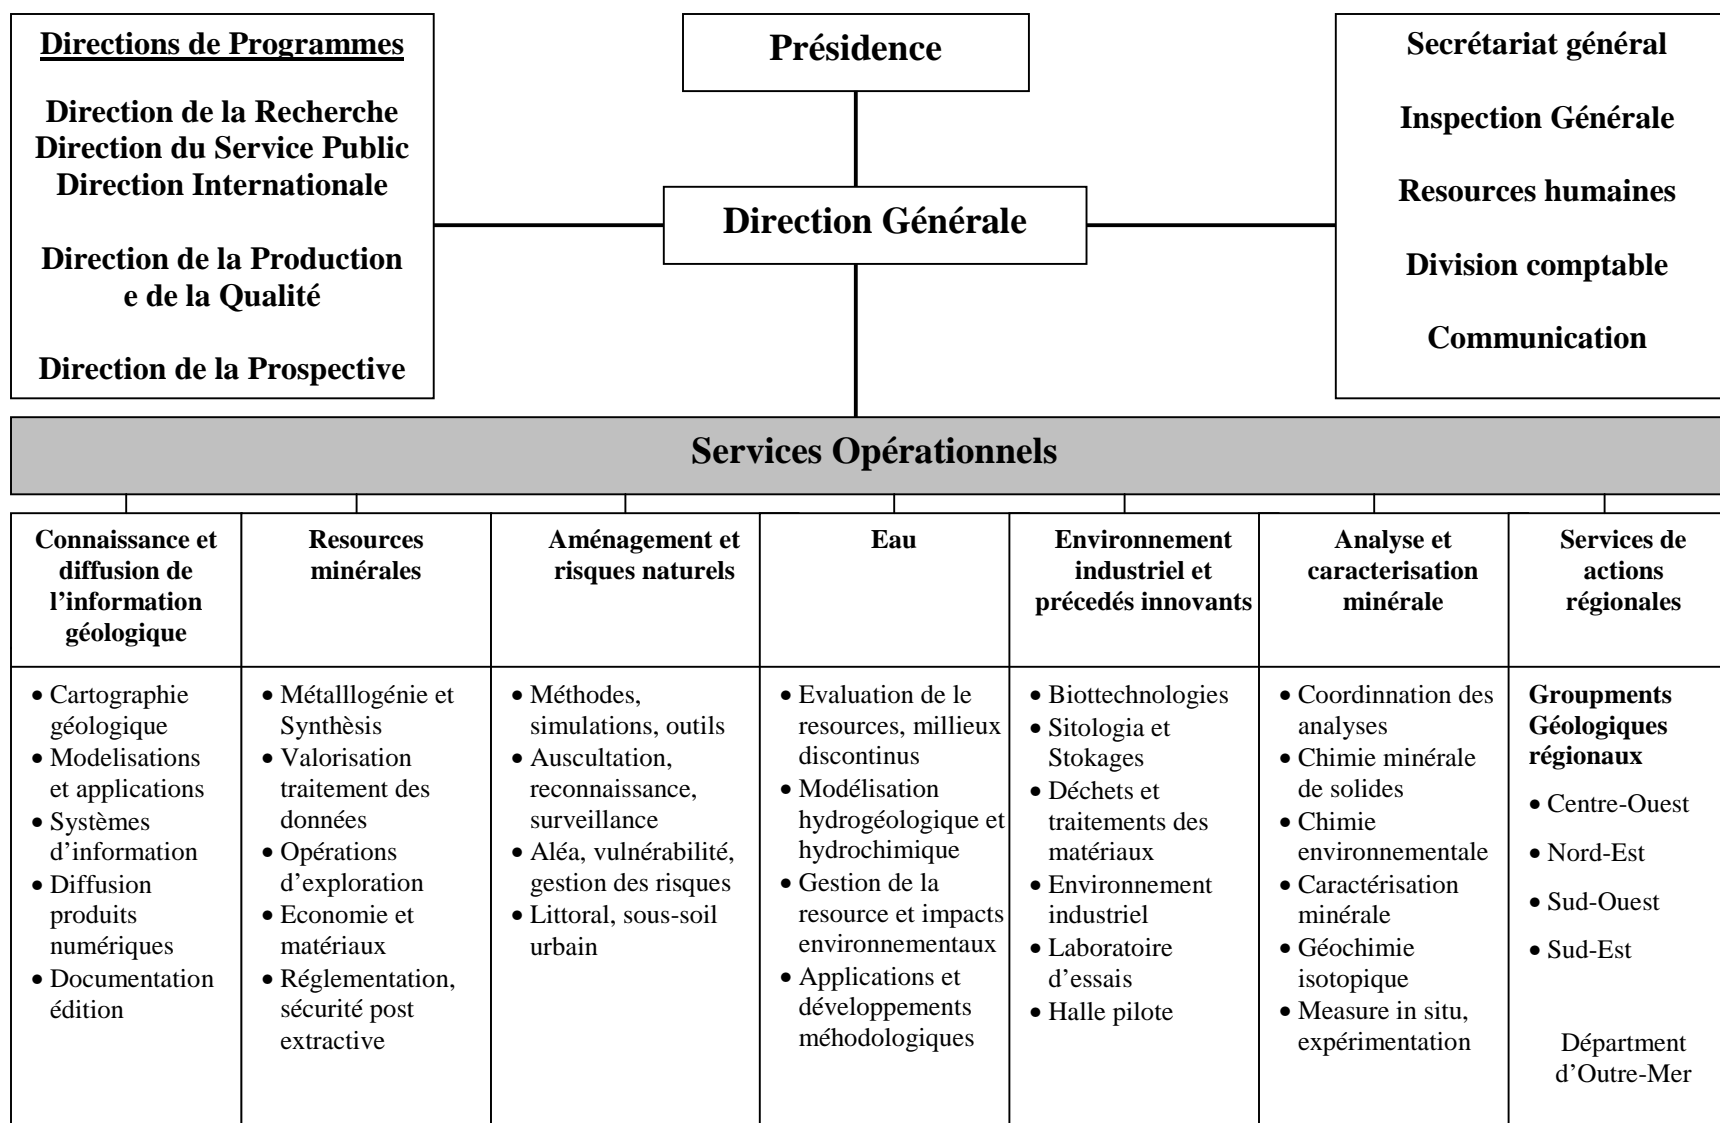 Directions de Programmes
Direction de la Recherche
Direction du Service Public
Direction Internationale
Direction de la Production
e de la Qualité
Direction de la Prospective
Présidence
Direction Générale
Secrétariat général
Inspection Générale
Resources humaines
Division comptable
Communication
Services Opérationnels
Connaissance et
diffusion de
l’information
géologique
• Cartographie
géologique
• Modelisations
et applications
• Systèmes
d’information
• Diffusion
produits
numériques
• Documentation
édition
Resources
minérales
• Métalllogénie et
Synthèsis
• Valorisation
traitement des
données
• Opérations
d’exploration
• Economie et
matériaux
• Réglementation,
sécurité post
extractive
Aménagement et
risques naturels
• Méthodes,
simulations, outils
• Auscultation,
reconnaissance,
surveillance
• Aléa, vulnérabilité,
gestion des risques
• Littoral, sous-soil
urbain
Eau
• Evaluation de le
resources, millieux
discontinus
• Modélisation
hydrogéologique et
hydrochimique
• Gestion de la
resource et impacts
environnementaux
• Applications et
développements
méhodologiques
Environnement
industriel et
précedés innovants
• Biottechnologies
• Sitologia et
Stokages
• Déchets et
traitements des
matériaux
• Environnement
industriel
• Laboratoire
d’essais
• Halle pilote
Analyse et
caracterisation
minérale
• Coordinnation des
analyses
• Chimie minérale
de solides
• Chimie
environnementale
• Caractérisation
minérale
• Géochimie
isotopique
• Measure in situ,
expérimentation
Services de
actions
régionales
Groupments
Géologiques
régionaux
• Centre-Ouest
• Nord-Est
• Sud-Ouest
• Sud-Est
Départment
d’Outre-Mer